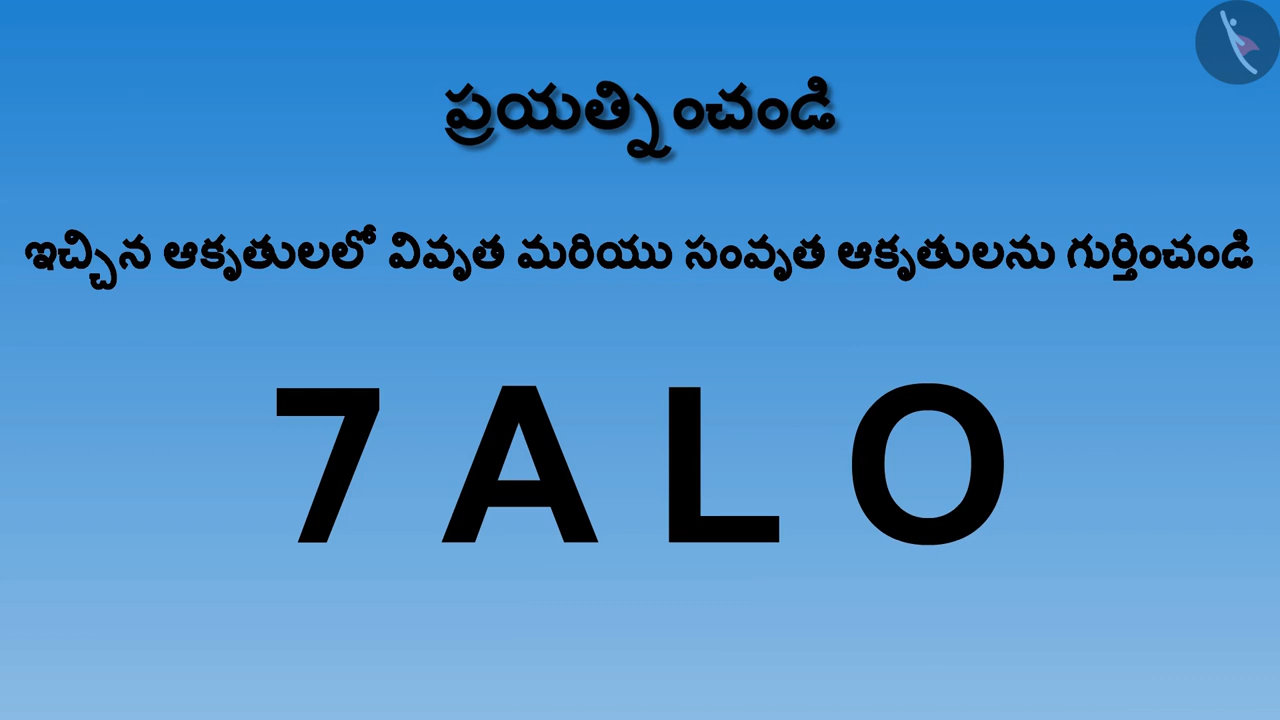 ప్రయత్నించండి
ఇచ్చిన ఆకృతులలో వివృత మరియు సంవృత ఆకృతులను గుర్తించండి
7 A L O